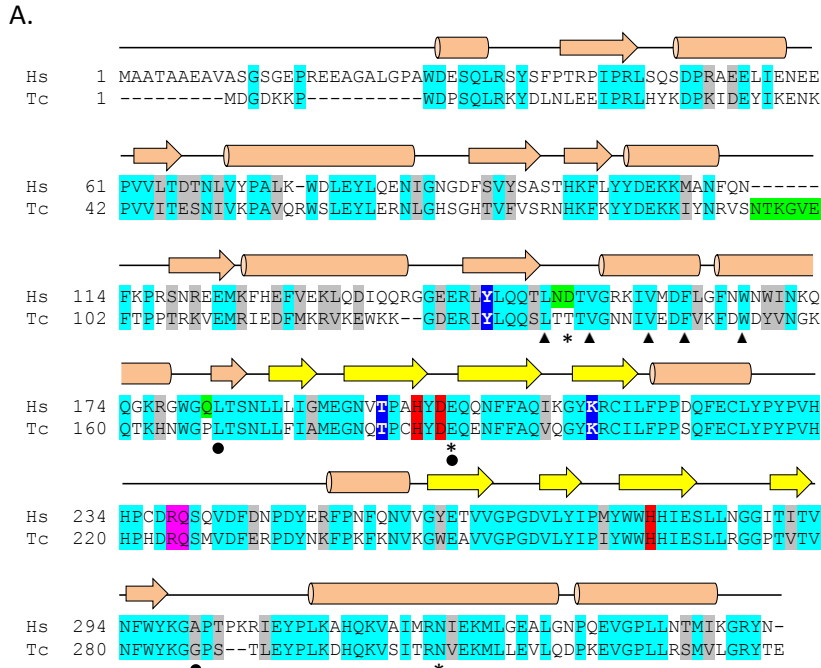 A.
Hs 1 MAATAAEAVASGSGEPREEAGALGPAWDESQLRSYSFPTRPIPRLSQSDPRAEELIENEE
Tc 1 ---------MDGDKKP----------WDPSQLRKYDLNLEEIPRLHYKDPKIDEYIKENK
Hs 61 PVVLTDTNLVYPALK-WDLEYLQENIGNGDFSVYSASTHKFLYYDEKKMANFQN------
Tc 42 PVVITESNIVKPAVQRWSLEYLERNLGHSGHTVFVSRNHKFKYYDEKKIYNRVSNTKGVE
Hs 114 FKPRSNREEMKFHEFVEKLQDIQQRGGEERLYLQQTLNDTVGRKIVMDFLGFNWNWINKQ
Tc 102 FTPPTRKVEMRIEDFMRKVKEWKK--GDERIYLQQSLTTTVGNNIVEDFVKFDWDYVNGK
▲ * ▲ ▲ ▲ ▲
Hs 174 QGKRGWGQLTSNLLLIGMEGNVTPAHYDEQQNFFAQIKGYKRCILFPPDQFECLYPYPVH
Tc 160 QTKHNWGPLTSNLLFIAMEGNQTPCHYDEQENFFAQVQGYKRCILFPPSQFECLYPYPVH
● *
●
Hs 234 HPCDRQSQVDFDNPDYERFPNFQNVVGYETVVGPGDVLYIPMYWWHHIESLLNGGITITV
Tc 220 HPHDRQSMVDFERPDYNKFPKFKNVKGWEAVVGPGDVLYIPIYWWHHIESLLRGGPTVTV
Hs 294 NFWYKGAPTPKRIEYPLKAHQKVAIMRNIEKMLGEALGNPQEVGPLLNTMIKGRYN-
Tc 280 NFWYKGGPS--TLEYPLKDHQKVSITRNVEKMLLEVLQDPKEVGPLLRSMVLGRYTE
● *